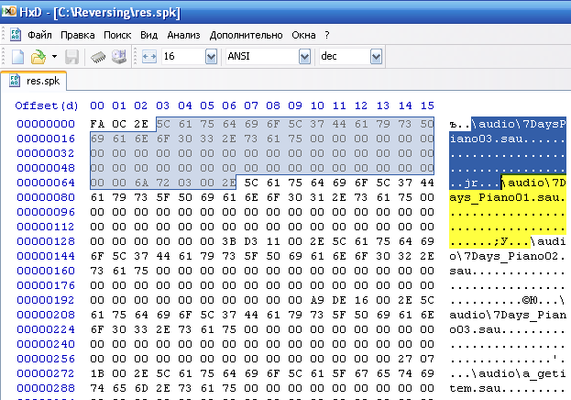 HxD - [C:\Reversing\res.spk]
Файл Правка Поиск Вид Анализ Дополнительно Окна ?
16 ANSI dec
res.spk
Offset(d) 00 01 02 03 04 05 06 07 08 09 10 11 12 13 14 15
00000000 FA 0C 2E 5C 61 75 64 69 6F 5C 37 44 61 79 73 50 ъ..\audio\7DaysP
00000016 69 61 6E 6F 30 33 2E 73 61 75 00 00 00 00 00 00 iano03.sau......
00000032 00 00 00 00 00 00 00 00 00 00 00 00 00 00 00 00 ................
00000048 00 00 00 00 00 00 00 00 00 00 00 00 00 00 00 00 ................
00000064 00 00 6A 72 03 00 2E 5C 61 75 64 69 6F 5C 37 44 ..jr...\audio\7D
00000080 61 79 73 5F 50 69 61 6E 6F 30 31 2E 73 61 75 00 ays_Piano01.sau.
00000096 00 00 00 00 00 00 00 00 00 00 00 00 00 00 00 00 ................
00000112 00 00 00 00 00 00 00 00 00 00 00 00 00 00 00 00 ................
00000128 00 00 00 00 00 00 3B D3 11 00 2E 5C 61 75 64 69 ......;У...\audi
00000144 6F 5C 37 44 61 79 73 5F 50 69 61 6E 6F 30 32 2E o\7Days_Piano02.
00000160 73 61 75 00 00 00 00 00 00 00 00 00 00 00 00 00 sau.............
00000176 00 00 00 00 00 00 00 00 00 00 00 00 00 00 00 00 ................
00000192 00 00 00 00 00 00 00 00 00 00 A9 DE 16 00 2E 5C ..........©Ю...\
00000208 61 75 64 69 6F 5C 37 44 61 79 73 5F 50 69 61 6E audio\7Days_Pian
00000224 6F 30 33 2E 73 61 75 00 00 00 00 00 00 00 00 00 o03.sau.........
00000240 00 00 00 00 00 00 00 00 00 00 00 00 00 00 00 00 ................
00000256 00 00 00 00 00 00 00 00 00 00 00 00 00 00 27 07 ..............'.
00000272 1B 00 2E 5C 61 75 64 69 6F 5C 61 5F 67 65 74 69 ...\audio\a_geti
00000288 74 65 6D 2E 73 61 75 00 00 00 00 00 00 00 00 00 tem.sau.........